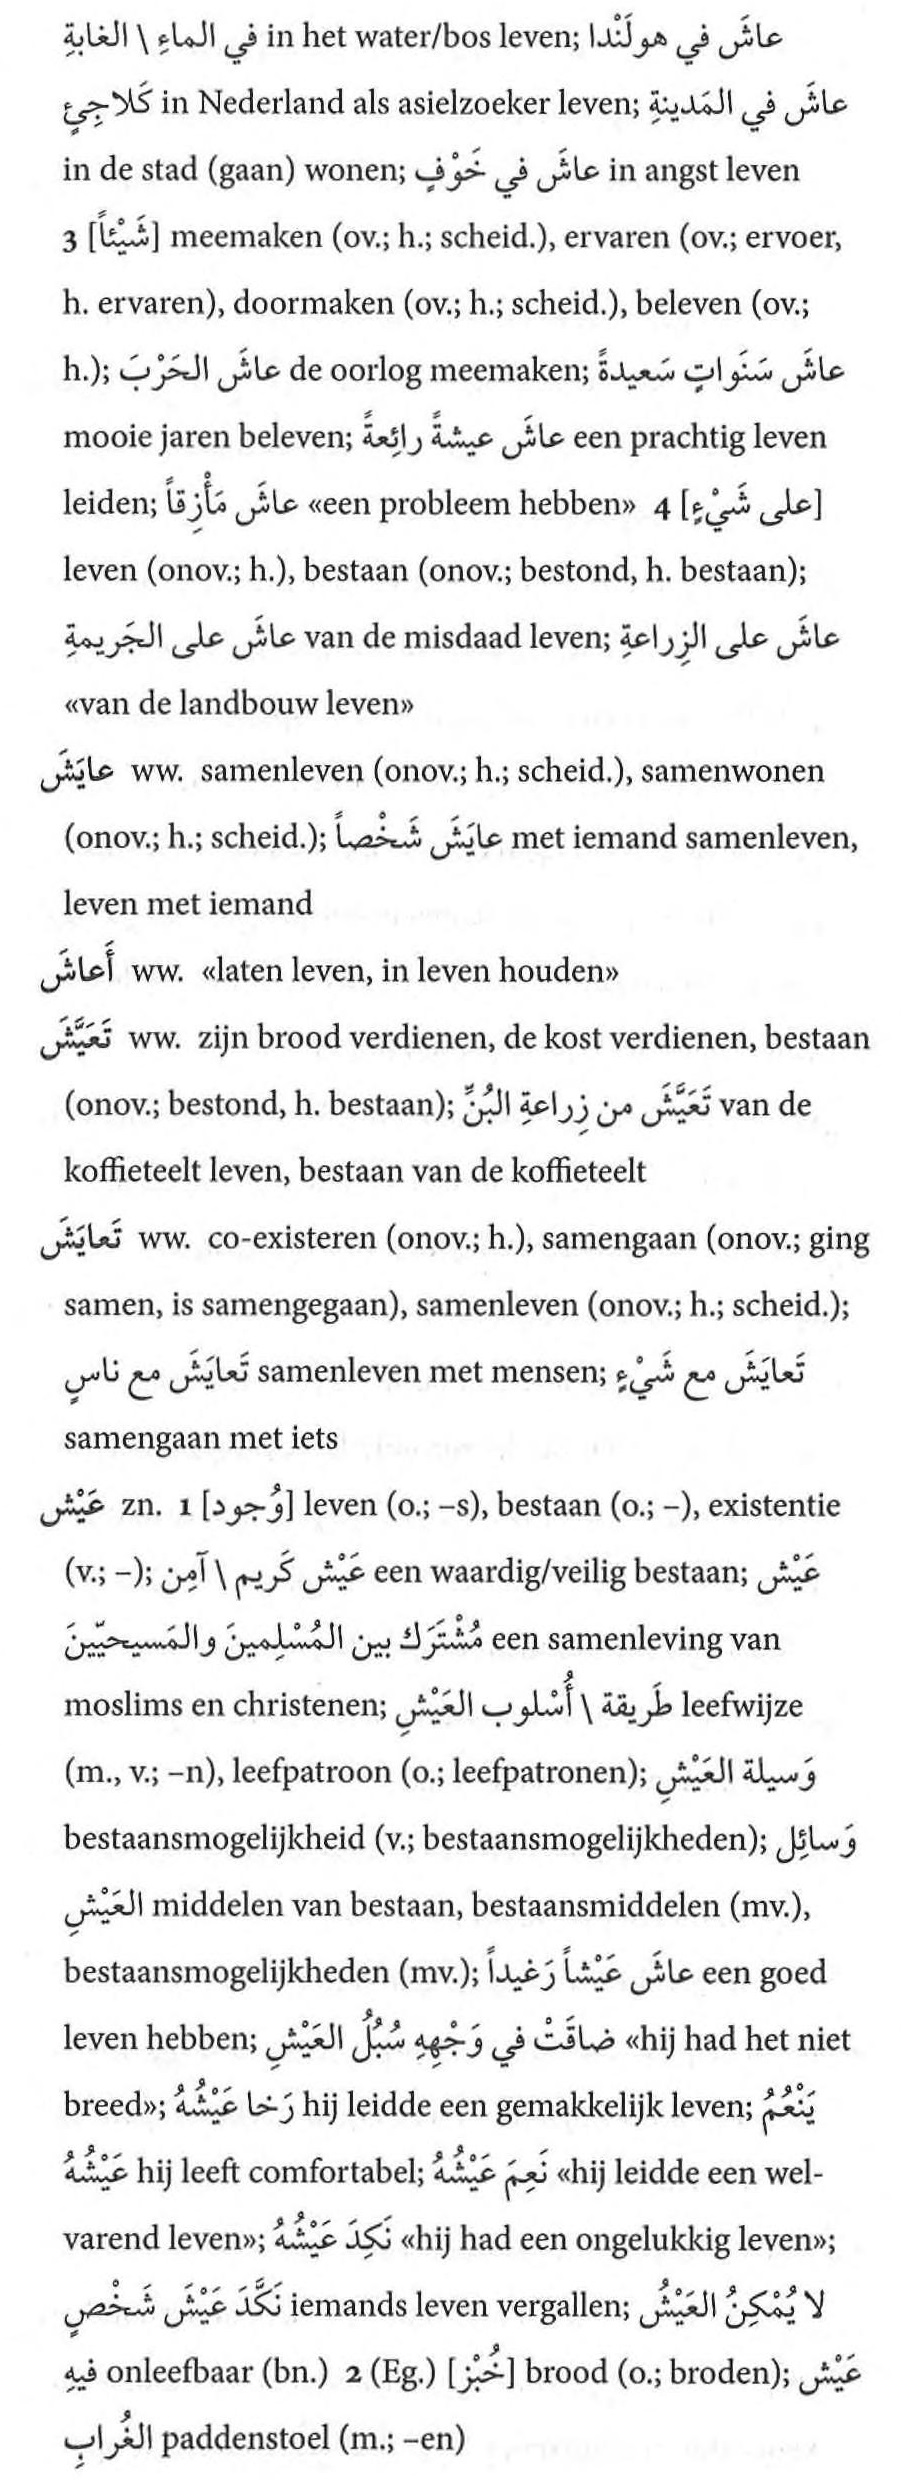 في الماءِ \ الغابةِ in het water/bos leven; عاشَ في هولَنْدا
كَلاجِئٍ in Nederland als asielzoeker leven; عاشَ في المَدينةِ
in de stad (gaan) wonen; عاشَ في خَوْفٍ in angst leven
3 [شَيْئاً] meemaken (ov.; h.; scheid.), ervaren (ov.; ervoer,
h. ervaren), doormaken (ov.; h.; scheid.), beleven (ov.;
h.); عاشَ الحَرْبَ de oorlog meemaken; عاشَ سَنَواتٍ سَعيدةً
mooie jaren beleven; عاشَ عيشةً رائِعةً een prachtig leven
leiden; عاشَ مَأْزِقاً «een probleem hebben» 4 [على شَيْءٍ]
leven (onov.; h.), bestaan (onov.; bestond, h. bestaan);
عاشَ على الجَريمةِ van de misdaad leven; عاشَ على الزِراعةِ
«van de landbouw leven»
عايَشَ ww. samenleven (onov.; h.; scheid.), samenwonen
(onov.; h.; scheid.); عايَشَ شَخْصاً met iemand samenleven,
leven met iemand
أَعاشَ ww. «laten leven, in leven houden»
تَعَيَّشَ ww. zijn brood verdienen, de kost verdienen, bestaan
(onov.; bestond, h. bestaan); تَعَيَّشَ من زِراعةِ البُنِّ van de
koffieteelt leven, bestaan van de koffieteelt
تَعايَشَ ww. co-existeren (onov.; h.), samengaan (onov.; ging
samen, is samengegaan), samenleven (onov.; h.; scheid.);
تَعايَشَ مع ناسٍ samenleven met mensen; تَعايَشَ مع شَيْءٍ
samengaan met iets
عَيْش zn. 1 [وُجود] leven (o.; –s), bestaan (o.; –), existentie
(v.; –); عَيْش كَريم \ آمِن een waardig/veilig bestaan; عَيْش
مُشْتَرَك بين المُسْلِمينَ والمَسيحيّينَ een samenleving van
moslims en christenen; طَريقة \ أُسْلوب العَيْشِ leefwijze
(m., v.; –n), leefpatroon (o.; leefpatronen); وَسيلة العَيْشِ
bestaansmogelijkheid (v.; bestaansmogelijkheden); وَسائِل
العَيْشِ middelen van bestaan, bestaansmiddelen (mv.),
bestaansmogelijkheden (mv.); عاشَ عَيْشاً رَغيداً een goed
leven hebben; ضاقَتْ في وَجْهِهِ سُبُلُ العَيْشِ «hij had het niet
breed»; رَخا عَيْشُهُ hij leidde een gemakkelijk leven; يَنْعُمُ
عَيْشُهُ hij leeft comfortabel; نَعِمَ عَيْشُهُ «hij leidde een wel-
varend leven»; نَكِدَ عَيْشُهُ «hij had een ongelukkig leven»;
نَكَّدَ عَيْشَ شَخْصٍ iemands leven vergallen; لا يُمْكِنُ العَيْشُ
فيهِ onleefbaar (bn.) 2 (Eg.) [خُبْز] brood (o.; broden); عَيْش
الغُرابِ paddenstoel (m.; –en)